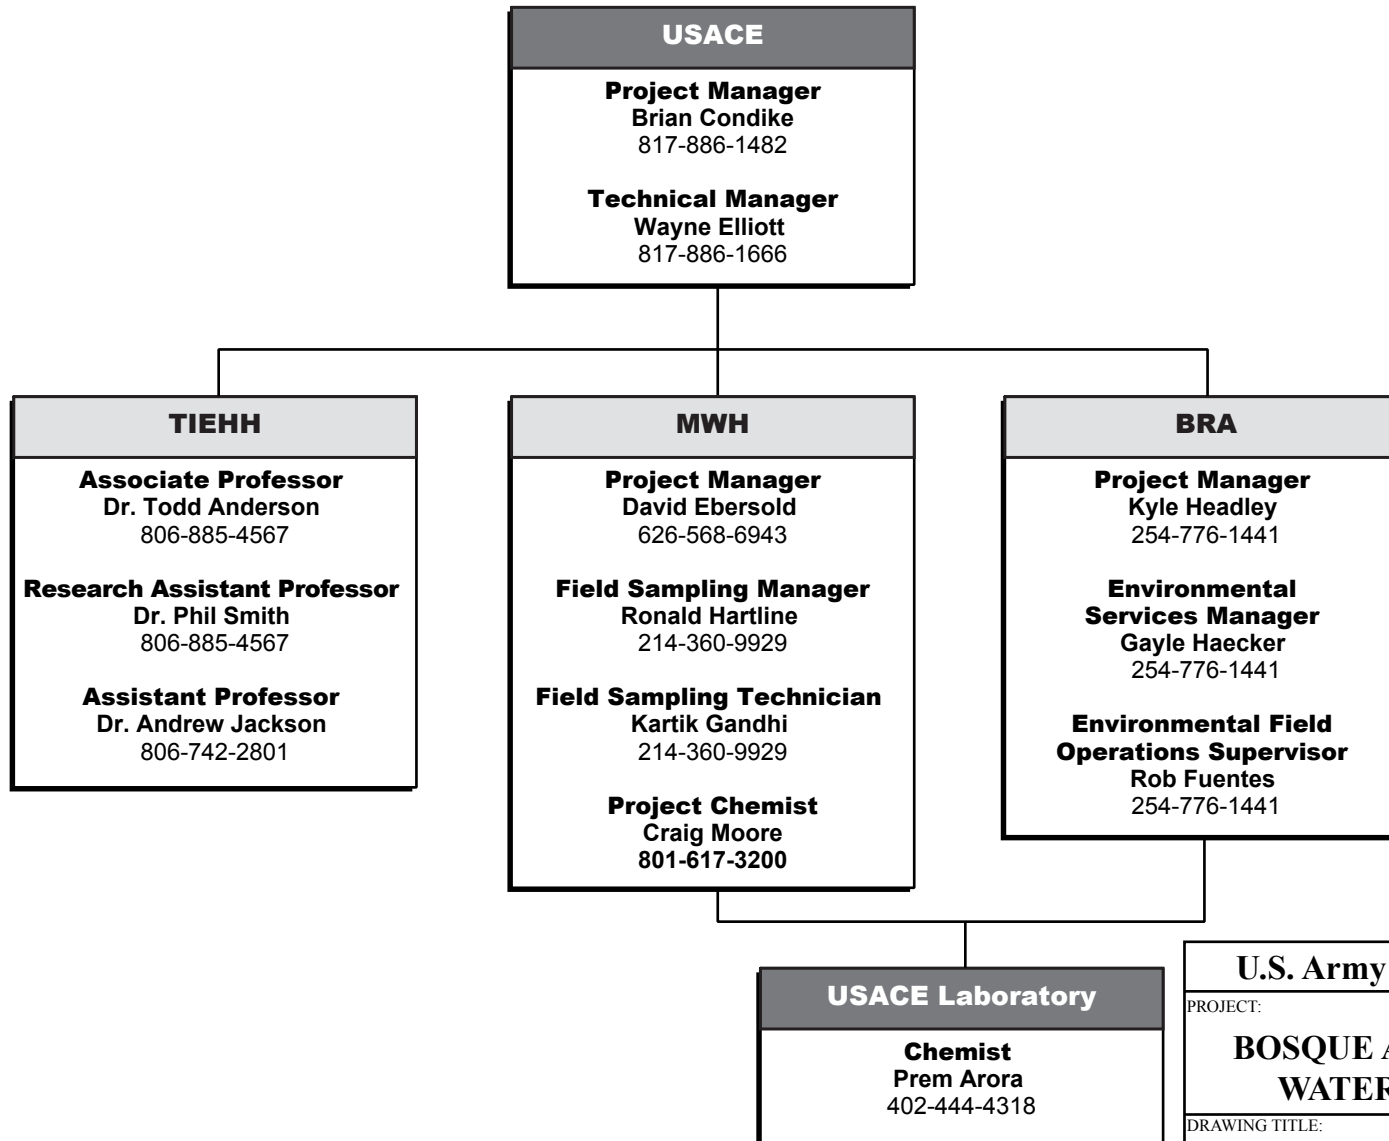 USACE
Project Manager
Brian Condike
817-886-1482
Technical Manager
Wayne Elliott
817-886-1666
TIEHH
Associate Professor
Dr. Todd Anderson
806-885-4567
Research Assistant Professor
Dr. Phil Smith
806-885-4567
Assistant Professor
Dr. Andrew Jackson
806-742-2801
MWH
Project Manager
David Ebersold
626-568-6943
Field Sampling Manager
Ronald Hartline
214-360-9929
Field Sampling Technician
Kartik Gandhi
214-360-9929
Project Chemist
Craig Moore
801-617-3200
BRA
Project Manager
Kyle Headley
254-776-1441
Environmental
Services Manager
Gayle Haecker
254-776-1441
Environmental Field
Operations Supervisor
Rob Fuentes
254-776-1441
USACE Laboratory
Chemist
Prem Arora
402-444-4318
U.S. Army
PROJECT:
BOSQUE
WATER
DRAWING TITLE: